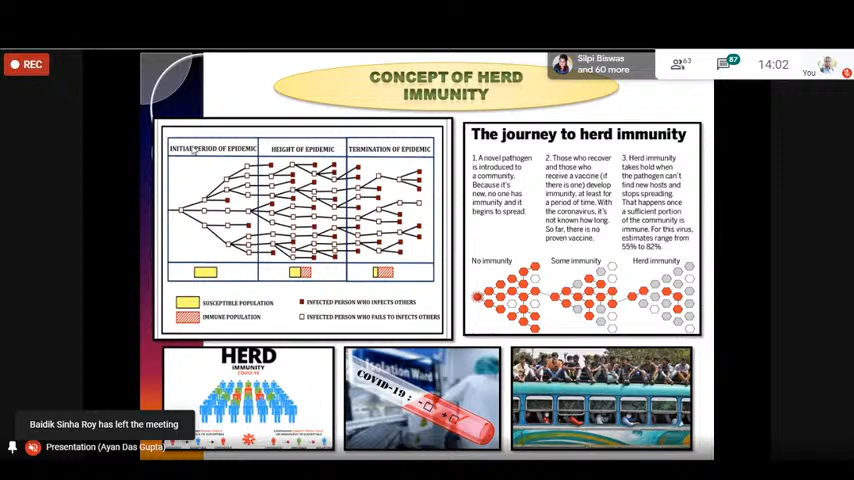 REC
Silpi Biswas
and 60 more
63
87
14:02
You
CONCEPT OF HERD
IMMUNITY
INITIAL PERIOD OF EPIDEMIC
HEIGHT OF EPIDEMIC
TERMINATION OF EPIDEMIC
SUSCEPTIBLE POPULATION
INFECTED PERSON WHO INFECTS OTHERS
IMMUNE POPULATION
INFECTED PERSON WHO FAILS TO INFECTS OTHERS
The journey to herd immunity
1. A novel pathogen
is introduced to
a community.
Because it's
new, no one has
immunity and it
begins to spread.
2. Those who recover
and those who
receive a vaccine (if
there is one) develop
immunity, at least for
a period of time. With
the coronavirus, it's
not known how long.
So far, there is no
proven vaccine.
3. Herd immunity
takes hold when
the pathogen can't
find new hosts and
stops spreading.
That happens once
a sufficient portion
of the community is
immune. For this virus,
estimates range from
55% to 82%.
No immunity
Some immunity
Herd immunity
HERD
IMMUNITY
COVID-19
Isolation Ward
COVID-19:
Baidik Sinha Roy has left the meeting
Presentation (Ayan Das Gupta)